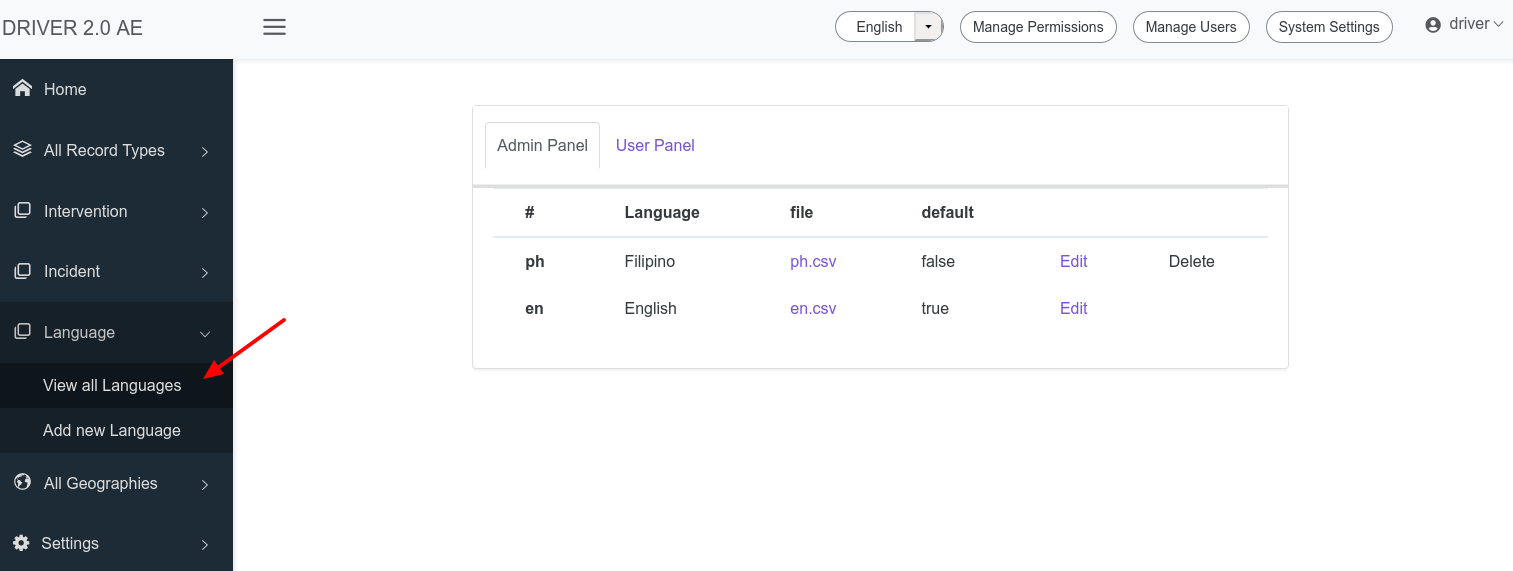 DRIVER 2.0 AE
English
Manage Permissions
Manage Users
System Settings
driver
Home
All Record Types
Intervention
Incident
Language
View all Languages
Add new Language
All Geographies
Settings
Admin Panel User Panel
# Language file default
ph Filipino ph.csv false Edit Delete
en English en.csv true Edit